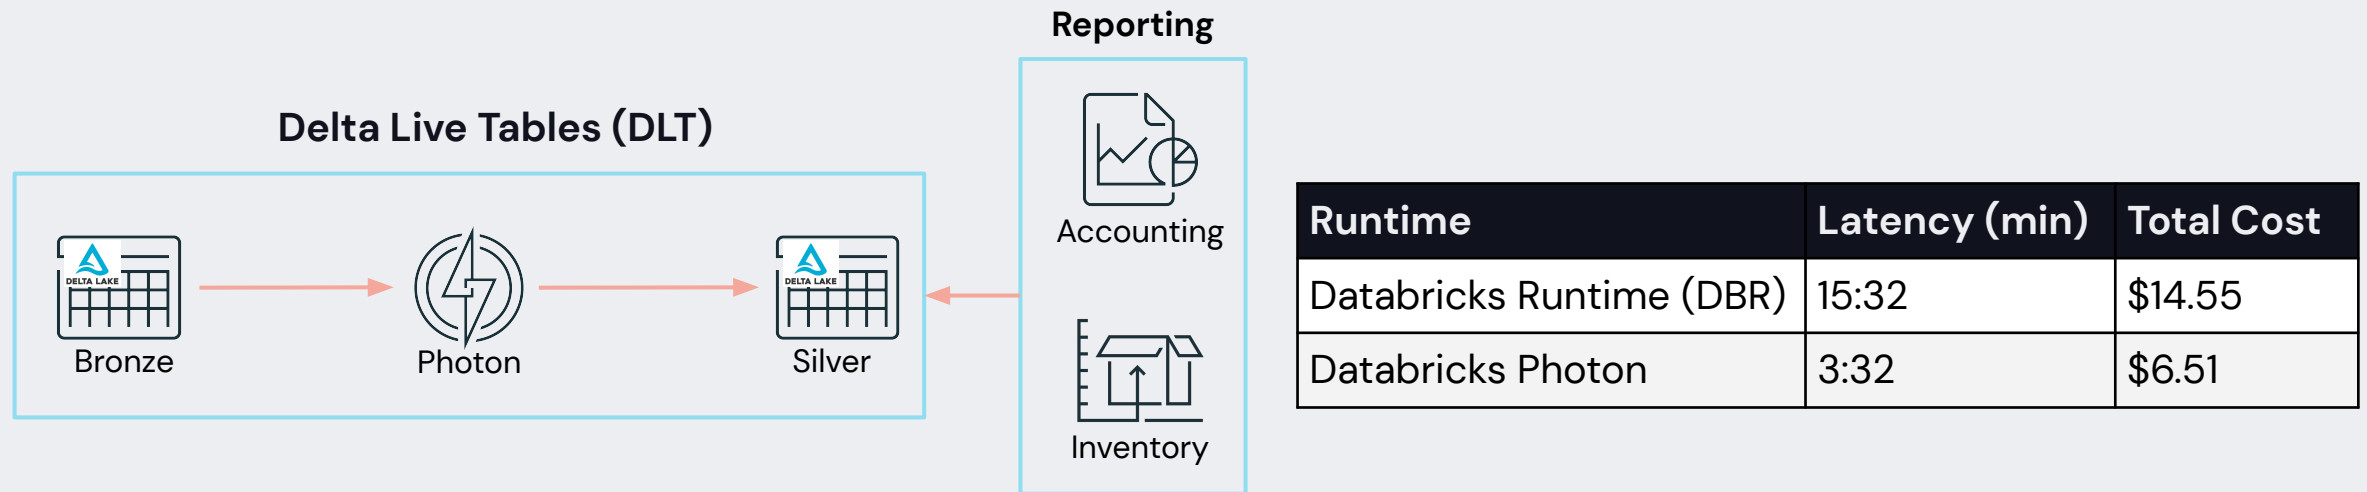 Reporting
Delta Live Tables (DLT)
DELTA LAKE
Bronze
Photon
DELTA LAKE
Silver
Accounting
Inventory
Runtime Latency (min) Total Cost
Databricks Runtime (DBR) 15:32 $14.55
Databricks Photon 3:32 $6.51